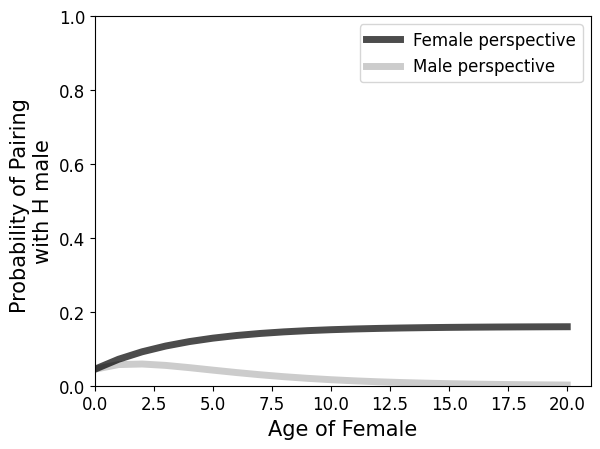 Female perspective
Male perspective
Probability of Pairing
with H male
1.0
0.8
0.6
0.4
0.2
0.0
0.0 2.5 5.0 7.5 10.0 12.5 15.0 17.5 20.0
Age of Female